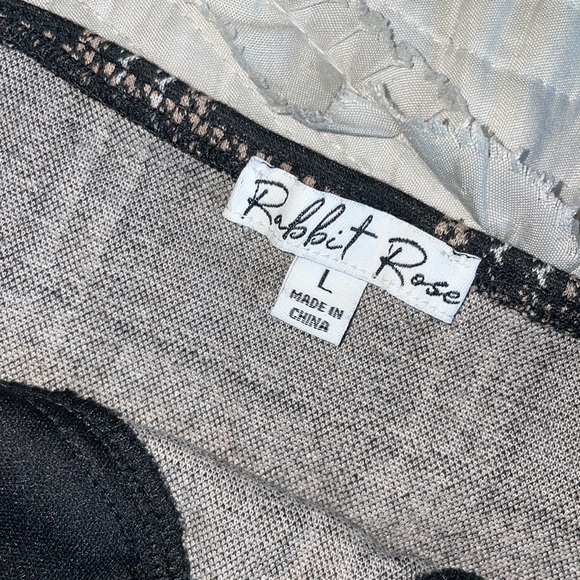 Rabbit Rose
L
MADE IN
CHINA